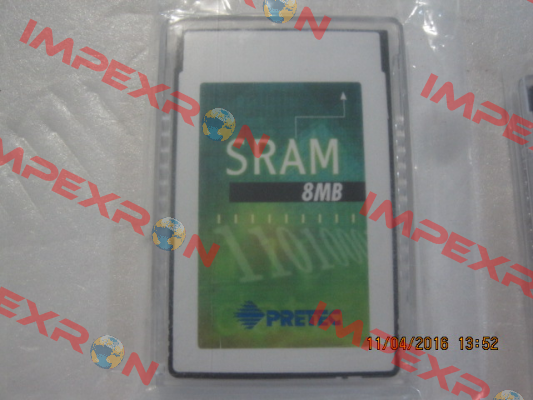 IMPEXRON
IMPEXRON
SRAM
8MB
IMPEXRON
IMPEXRON
1101000
PRETEC
IMPEXRON
IMPEXRON
11/04/2016 13:52